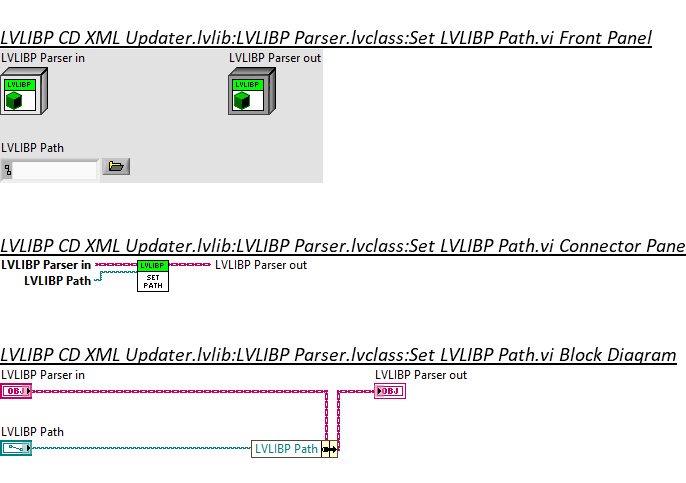 LVLIBP CD XML Updater.lvlib:LVLIBP Parser.lvclass:Set LVLIBP Path.vi Front Panel
LVLIBP Parser in
LVLIBP Parser out
LVLIBP
LVLIBP
LVLIBP Path
LVLIBP CD XML Updater.lvlib:LVLIBP Parser.lvclass:Set LVLIBP Path.vi Connector Pane
LVLIBP Parser in
LVLIBP
LVLIBP Parser out
LVLIBP Path
SET
PATH
LVLIBP CD XML Updater.lvlib:LVLIBP Parser.lvclass:Set LVLIBP Path.vi Block Diagram
LVLIBP Parser in
LVLIBP Parser out
OBJ
OBJ
LVLIBP Path
LVLIBP Path